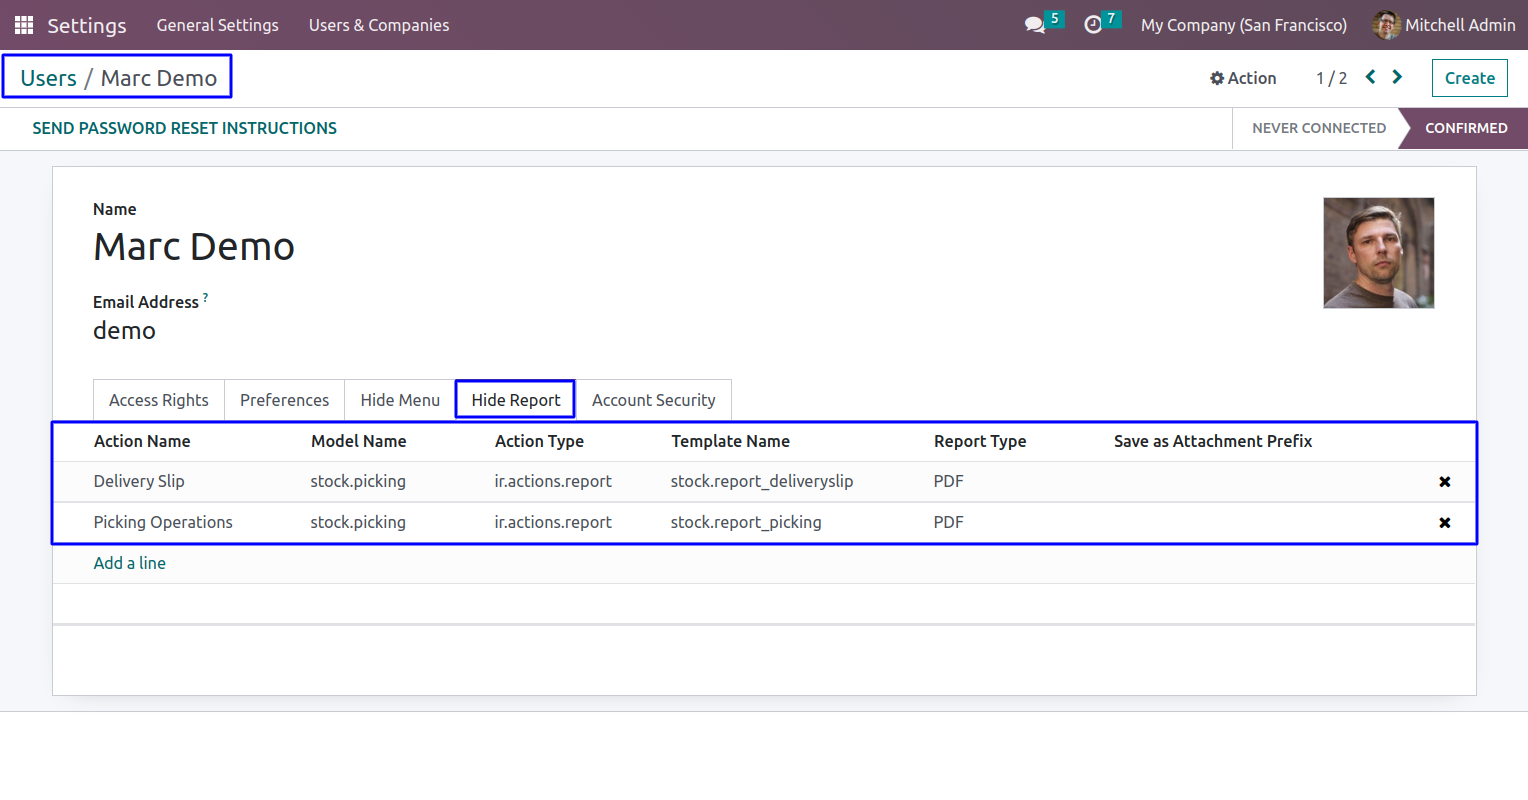 Settings General Settings Users & Companies 5 7 My Company (San Francisco) Mitchell Admin
Users / Marc Demo Action 1 / 2 Create
SEND PASSWORD RESET INSTRUCTIONS NEVER CONNECTED CONFIRMED
Name
Marc Demo
Email Address ?
demo
Access Rights Preferences Hide Menu Hide Report Account Security
Action Name Model Name Action Type Template Name Report Type Save as Attachment Prefix
Delivery Slip stock.picking ir.actions.report stock.report_deliveryslip PDF
Picking Operations stock.picking ir.actions.report stock.report_picking PDF
Add a line